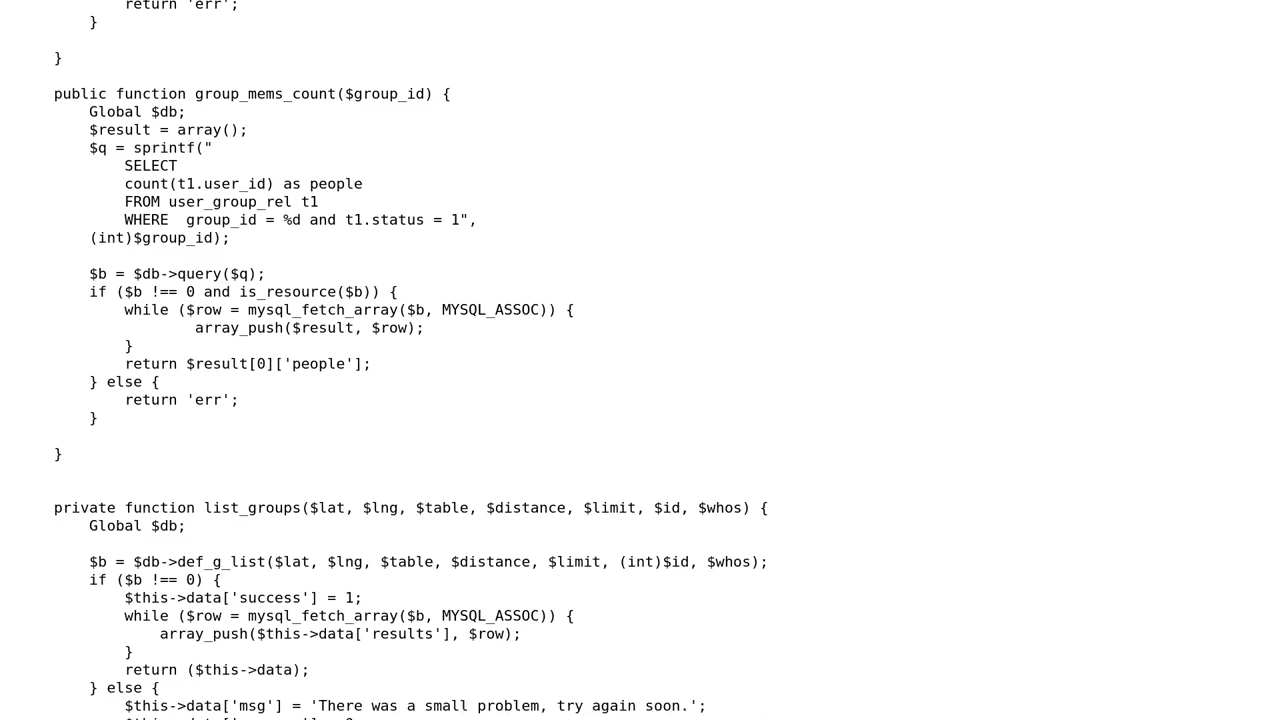 return 'err';
}
}
public function group_mems_count($group_id) {
Global $db;
$result = array();
$q = sprintf("
SELECT
count(t1.user_id) as people
FROM user_group_rel t1
WHERE  group_id = %d and t1.status = 1",
(int)$group_id);
$b = $db->query($q);
if ($b !== 0 and is_resource($b)) {
while ($row = mysql_fetch_array($b, MYSQL_ASSOC)) {
array_push($result, $row);
}
return $result[0]['people'];
} else {
return 'err';
}
}
private function list_groups($lat, $lng, $table, $distance, $limit, $id, $whos) {
Global $db;
$b = $db->def_g_list($lat, $lng, $table, $distance, $limit, (int)$id, $whos);
if ($b !== 0) {
$this->data['success'] = 1;
while ($row = mysql_fetch_array($b, MYSQL_ASSOC)) {
array_push($this->data['results'], $row);
}
return ($this->data);
} else {
$this->data['msg'] = 'There was a small problem, try again soon.';